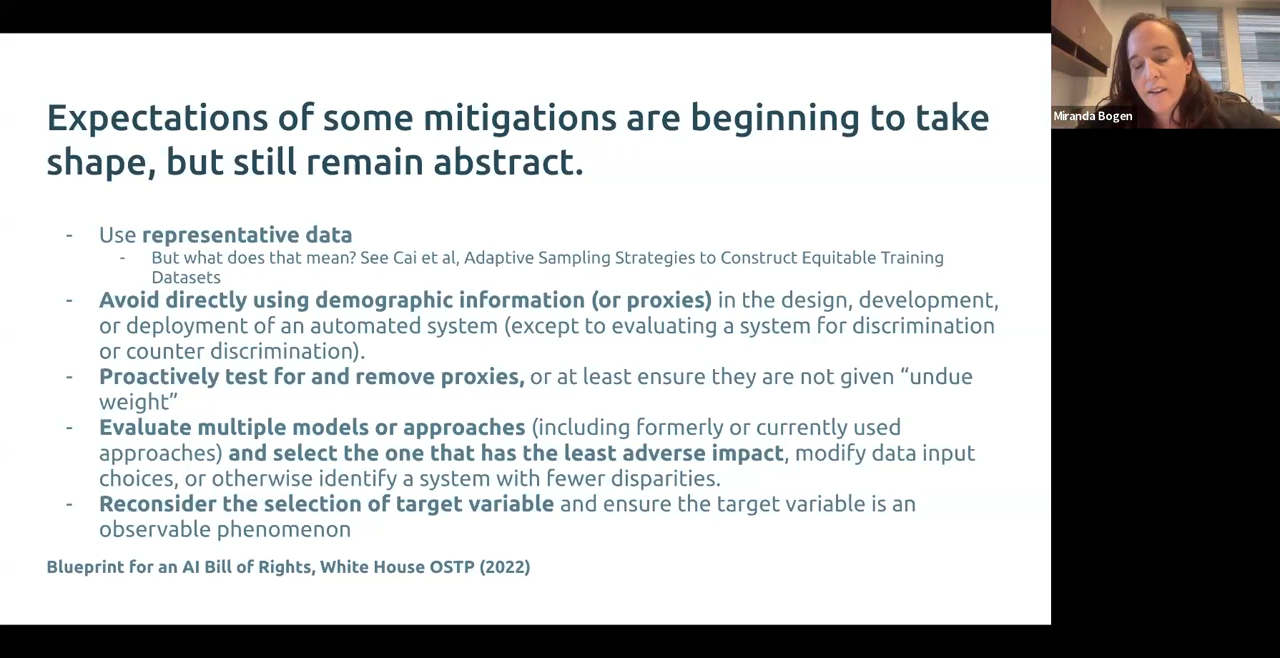 Expectations of some mitigations are beginning to take
shape, but still remain abstract.
- Use representative data
- But what does that mean? See Cai et al, Adaptive Sampling Strategies to Construct Equitable Training
Datasets
- Avoid directly using demographic information (or proxies) in the design, development,
or deployment of an automated system (except to evaluating a system for discrimination
or counter discrimination).
- Proactively test for and remove proxies, or at least ensure they are not given “undue
weight”
- Evaluate multiple models or approaches (including formerly or currently used
approaches) and select the one that has the least adverse impact, modify data input
choices, or otherwise identify a system with fewer disparities.
- Reconsider the selection of target variable and ensure the target variable is an
observable phenomenon
Blueprint for an AI Bill of Rights, White House OSTP (2022)
Miranda Bogen